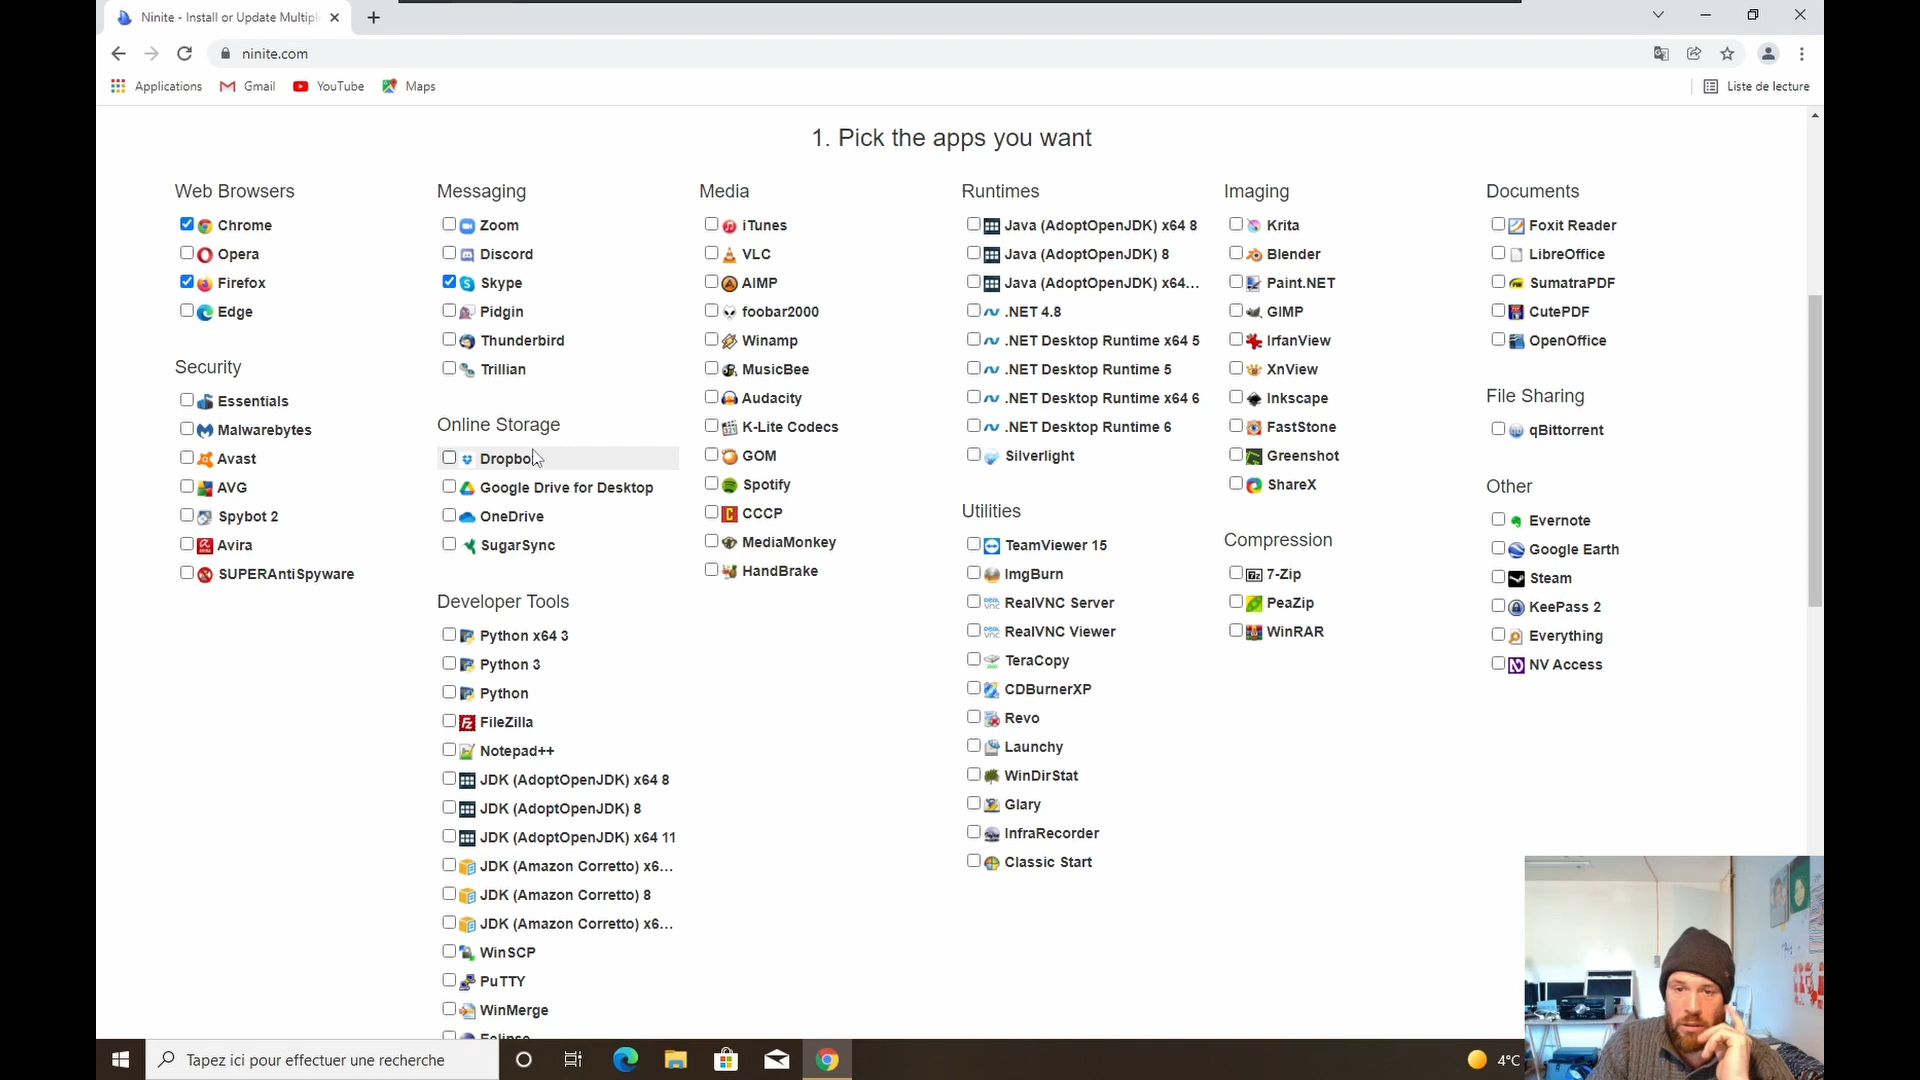 Ninite - Install or Update Multipl
ninite.com
Applications
Gmail
YouTube
Maps
Liste de lecture
1. Pick the apps you want
Web Browsers
Chrome
Opera
Firefox
Edge
Security
Essentials
Malwarebytes
Avast
AVG
Spybot 2
Avira
SUPERAntiSpyware
Messaging
Zoom
Discord
Skype
Pidgin
Thunderbird
Trillian
Online Storage
Dropbox
Google Drive for Desktop
OneDrive
SugarSync
Developer Tools
Python x64 3
Python 3
Python
FileZilla
Notepad++
JDK (AdoptOpenJDK) x64 8
JDK (AdoptOpenJDK) 8
JDK (AdoptOpenJDK) x64 11
JDK (Amazon Corretto) x6...
JDK (Amazon Corretto) 8
JDK (Amazon Corretto) x6...
WinSCP
PuTTY
WinMerge
Eclipse
Media
iTunes
VLC
AIMP
foobar2000
Winamp
MusicBee
Audacity
K-Lite Codecs
GOM
Spotify
CCCP
MediaMonkey
HandBrake
Runtimes
Java (AdoptOpenJDK) x64 8
Java (AdoptOpenJDK) 8
Java (AdoptOpenJDK) x64...
.NET 4.8
.NET Desktop Runtime x64 5
.NET Desktop Runtime 5
.NET Desktop Runtime x64 6
.NET Desktop Runtime 6
Silverlight
Utilities
TeamViewer 15
ImgBurn
RealVNC Server
RealVNC Viewer
TeraCopy
CDBurnerXP
Revo
Launchy
WinDirStat
Glary
InfraRecorder
Classic Start
Imaging
Krita
Blender
Paint.NET
GIMP
IrfanView
XnView
Inkscape
FastStone
Greenshot
ShareX
Compression
7-Zip
PeaZip
WinRAR
Documents
Foxit Reader
LibreOffice
SumatraPDF
CutePDF
OpenOffice
File Sharing
qBittorrent
Other
Evernote
Google Earth
Steam
KeePass 2
Everything
NV Access
Tapez ici pour effectuer une recherche
4°C